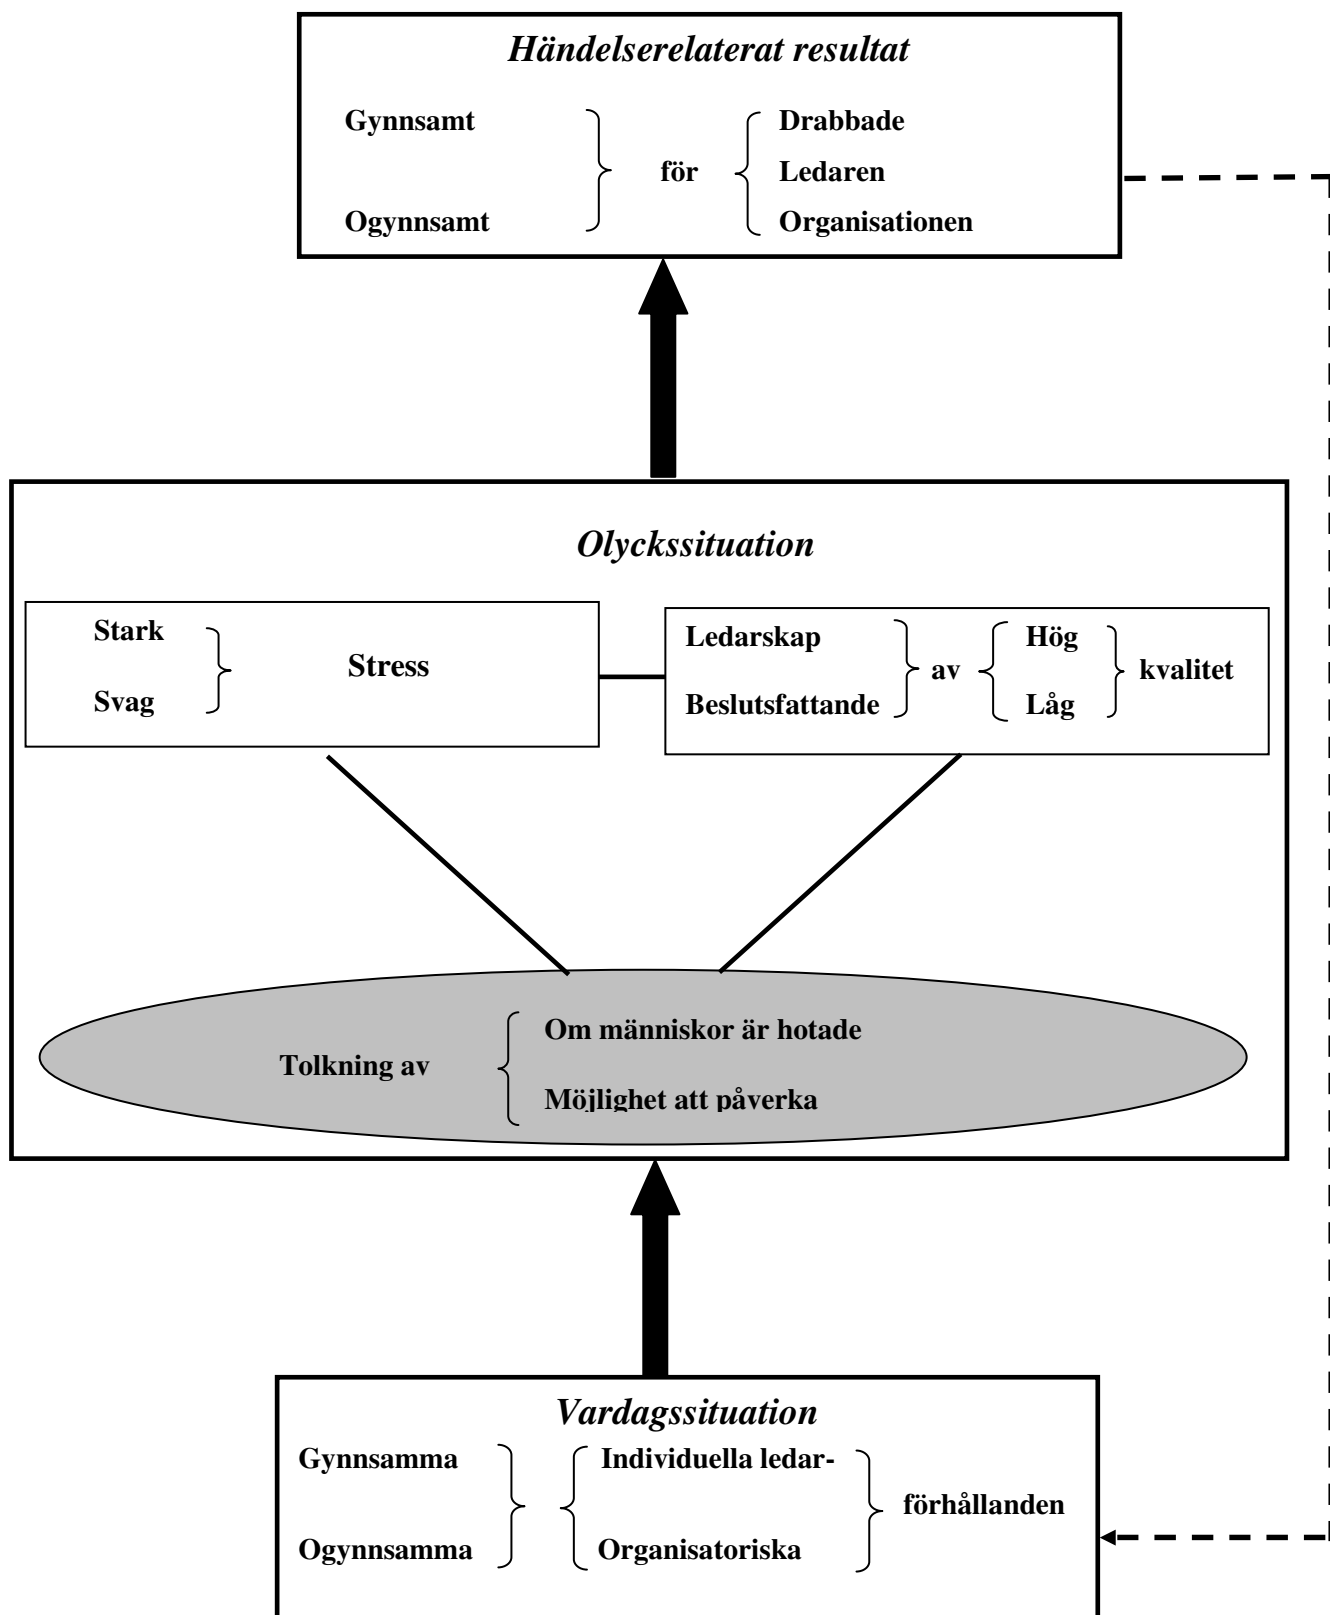 Händelserelaterat resultat
Gynnsamt
Ogynnsamt
för
Drabbade
Ledaren
Organisationen
Olyckssituation
Stark
Svag
Stress
Ledarskap
Beslutsfattande
av
Hög
Låg
kvalitet
Tolkning av
Om människor är hotade
Möjlighet att påverka
Vardagssituation
Gynnsamma
Ogynnsamma
Individuella ledar-
Organisatoriska
förhållanden